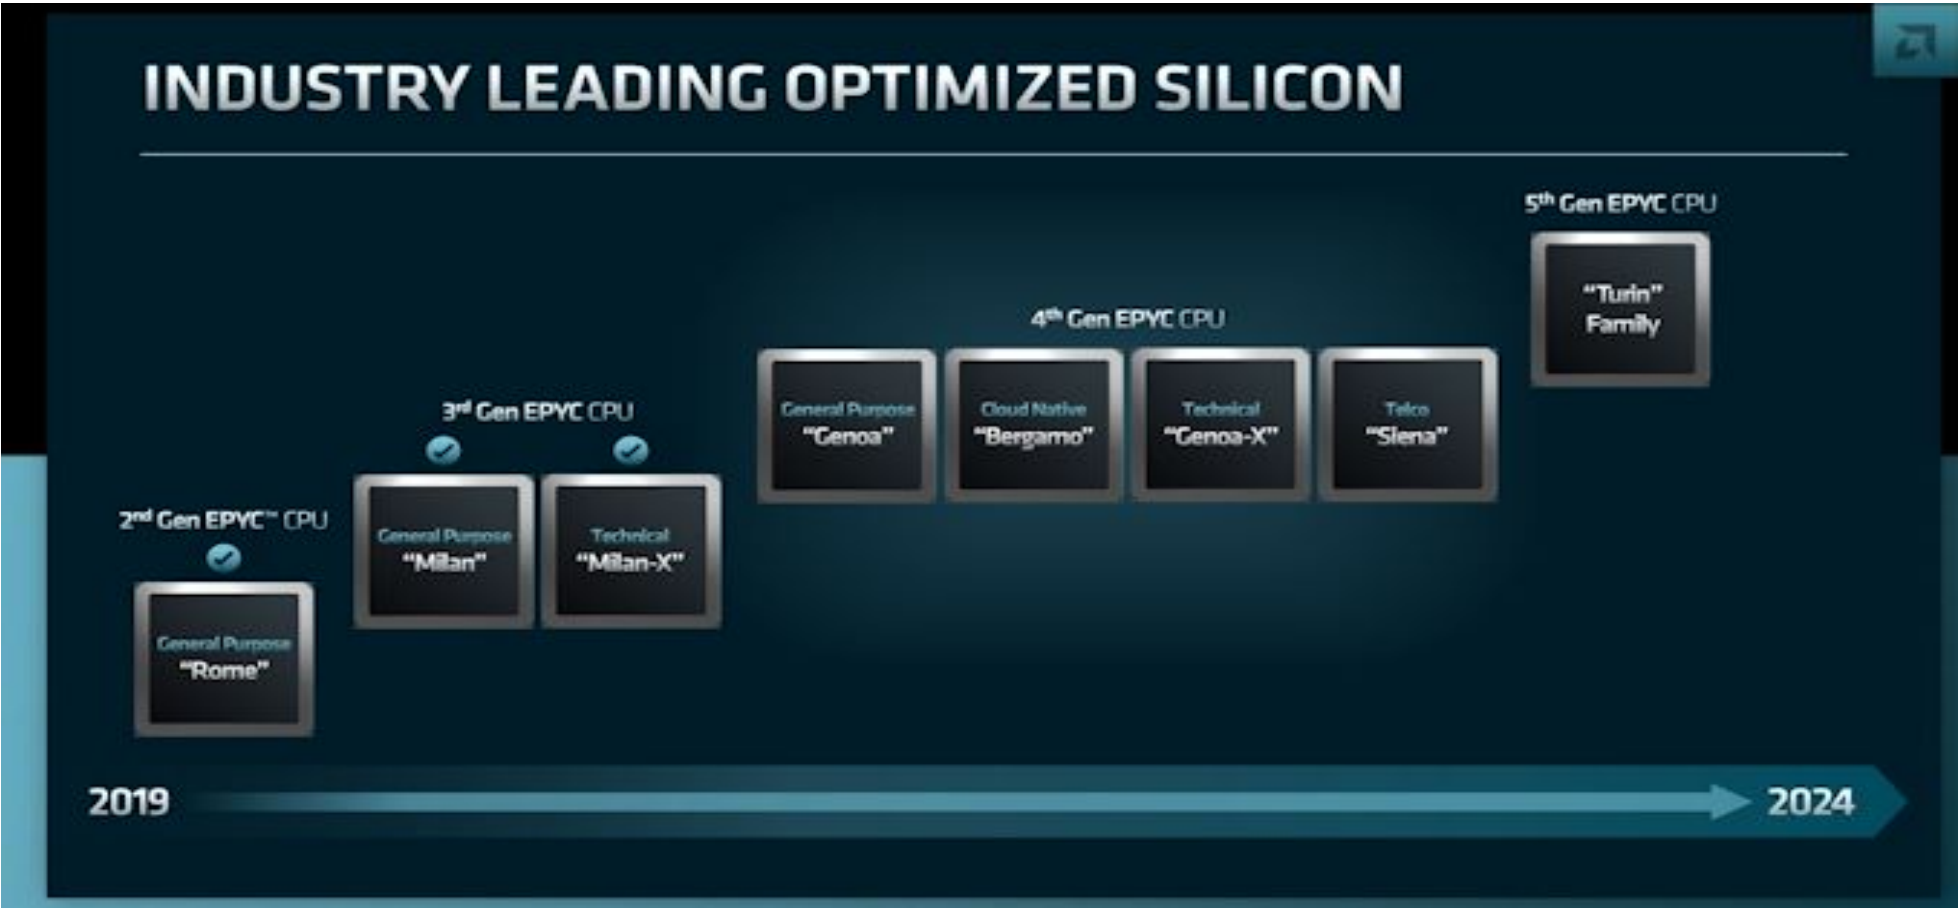 INDUSTRY LEADING OPTIMIZED SILICON
5th Gen EPYC CPU
“Turin”
Family
4th Gen EPYC CPU
General Purpose
“Genoa”
Cloud Native
“Bergamo”
Technical
“Genoa-X”
Telco
“Siena”
3rd Gen EPYC CPU
General Purpose
“Milan”
Technical
“Milan-X”
2nd Gen EPYC™ CPU
General Purpose
“Rome”
2019
2024